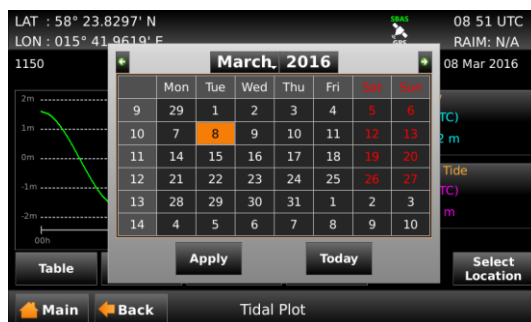 LAT : 58° 23.8297' N
SBAS
08 51 UTC
LON : 015° 41.9619' E
GPS
RAIM: N/A
1150
March, 2016
08 Mar 2016
Mon Tue Wed Thu Fri Sat Sun
9 29 1 2 3 4 5 6
10 7 8 9 10 11 12 13
11 14 15 16 17 18 19 20
12 21 22 23 24 25 26 27
13 28 29 30 31 1 2 3
14 4 5 6 7 8 9 10
2m
1m
0m
-1m
-2m
00h
TC)
2 m
Tide
TC)
m
Table
Apply
Today
Select
Location
Main
Back
Tidal Plot